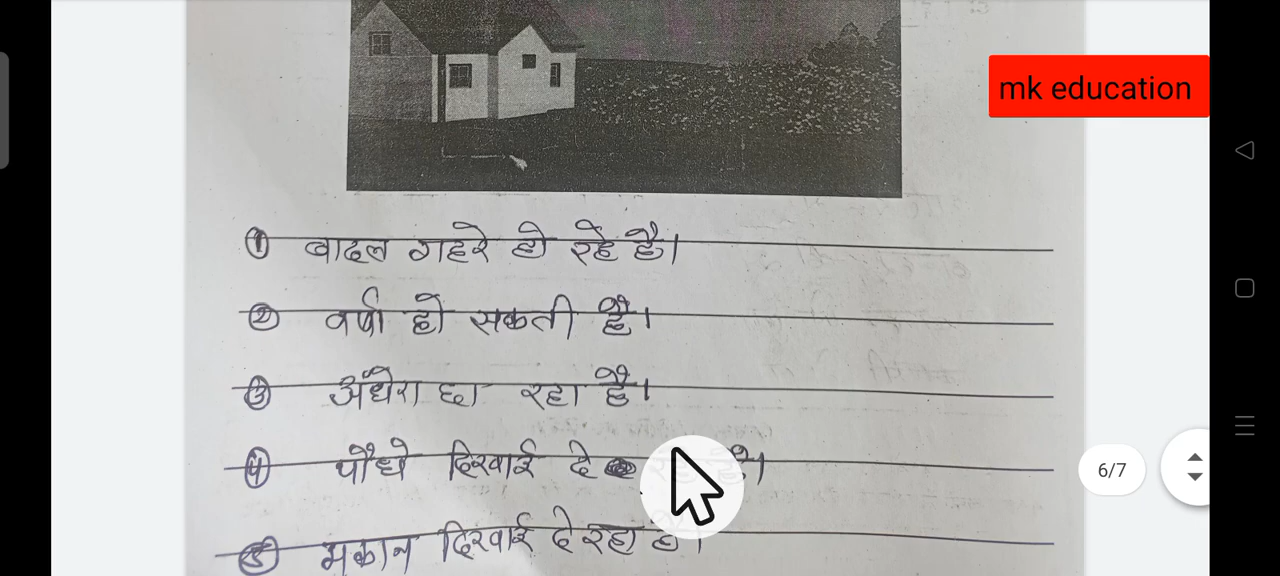 mk education
① बादल गहरे हो रहे है।
② वर्षा हो सकती है।
③ अँधेरा छा रहा है।
④ पौधे दिखाई दे है।
⑤ मकान दिखाई दे रहा है।
6/7